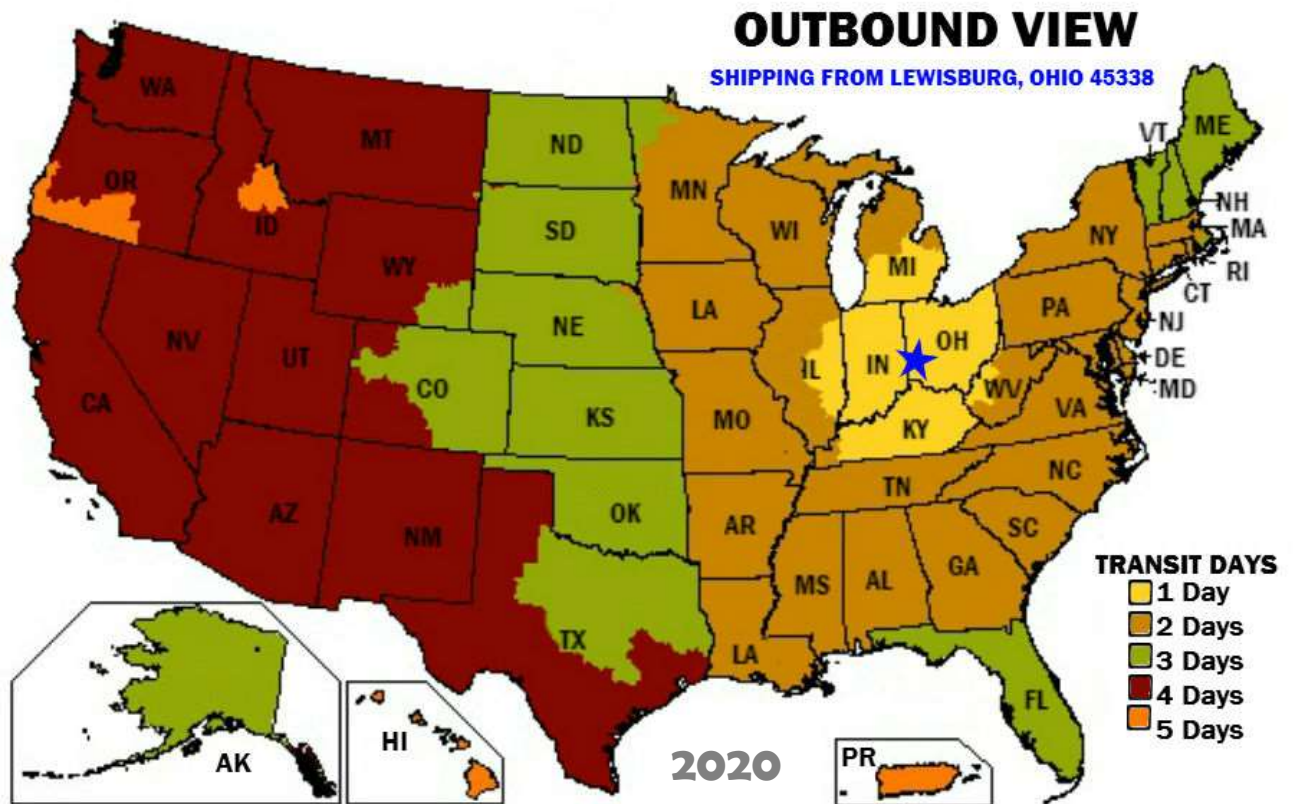 OUTBOUND VIEW
SHIPPING FROM LEWISBURG, OHIO 45338
WA
MT
ND
MN
VT
ME
OR
ID
SD
WI
MI
NY
NH
MA
RI
CT
WY
NE
LA
PA
NJ
NV
UT
CO
IL
IN
OH
DE
MD
CA
KS
MO
WV
VA
KY
AZ
NM
OK
AR
TN
NC
SC
MS
AL
GA
TX
LA
FL
TRANSIT DAYS
1 Day
2 Days
3 Days
4 Days
5 Days
AK
HI
2020
PR